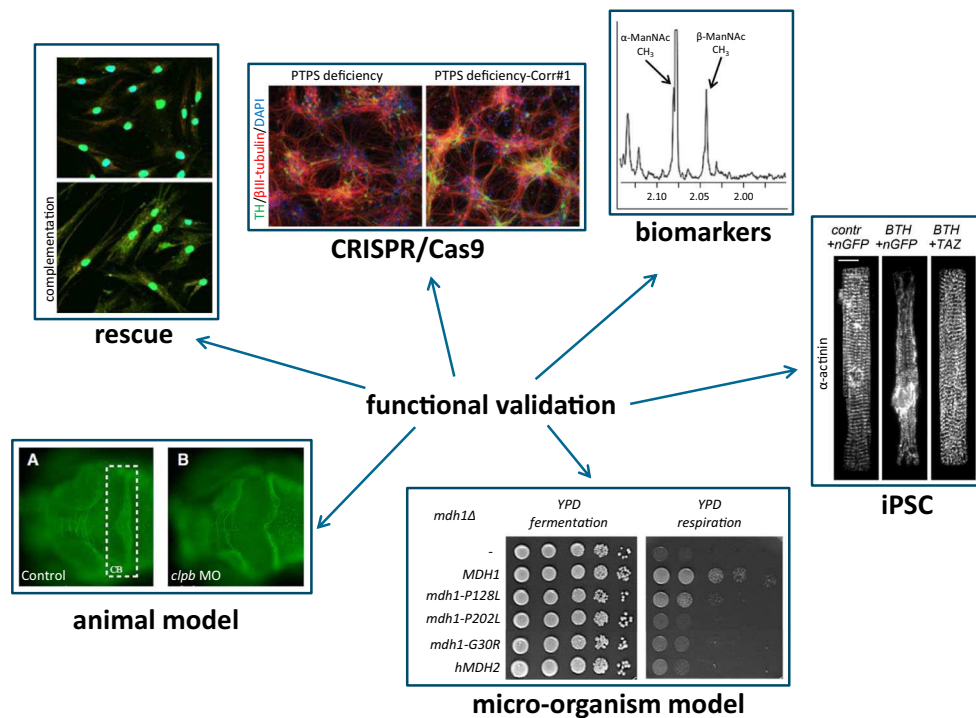 complementation
rescue
PTPS deficiency
PTPS deficiency-Corr#1
TH/βIII-tubulin/DAPI
CRISPR/Cas9
α-ManNAc
CH3
β-ManNAc
CH3
2.10
2.05
2.00
biomarkers
contr
+nGFP
BTH
+nGFP
BTH
+TAZ
α-actinin
iPSC
functional validation
A
Control
CB
B
clpb MO
animal model
mdh1Δ
YPD
fermentation
YPD
respiration
-
MDH1
mdh1-P128L
mdh1-P202L
mdh1-G30R
hMDH2
micro-organism model